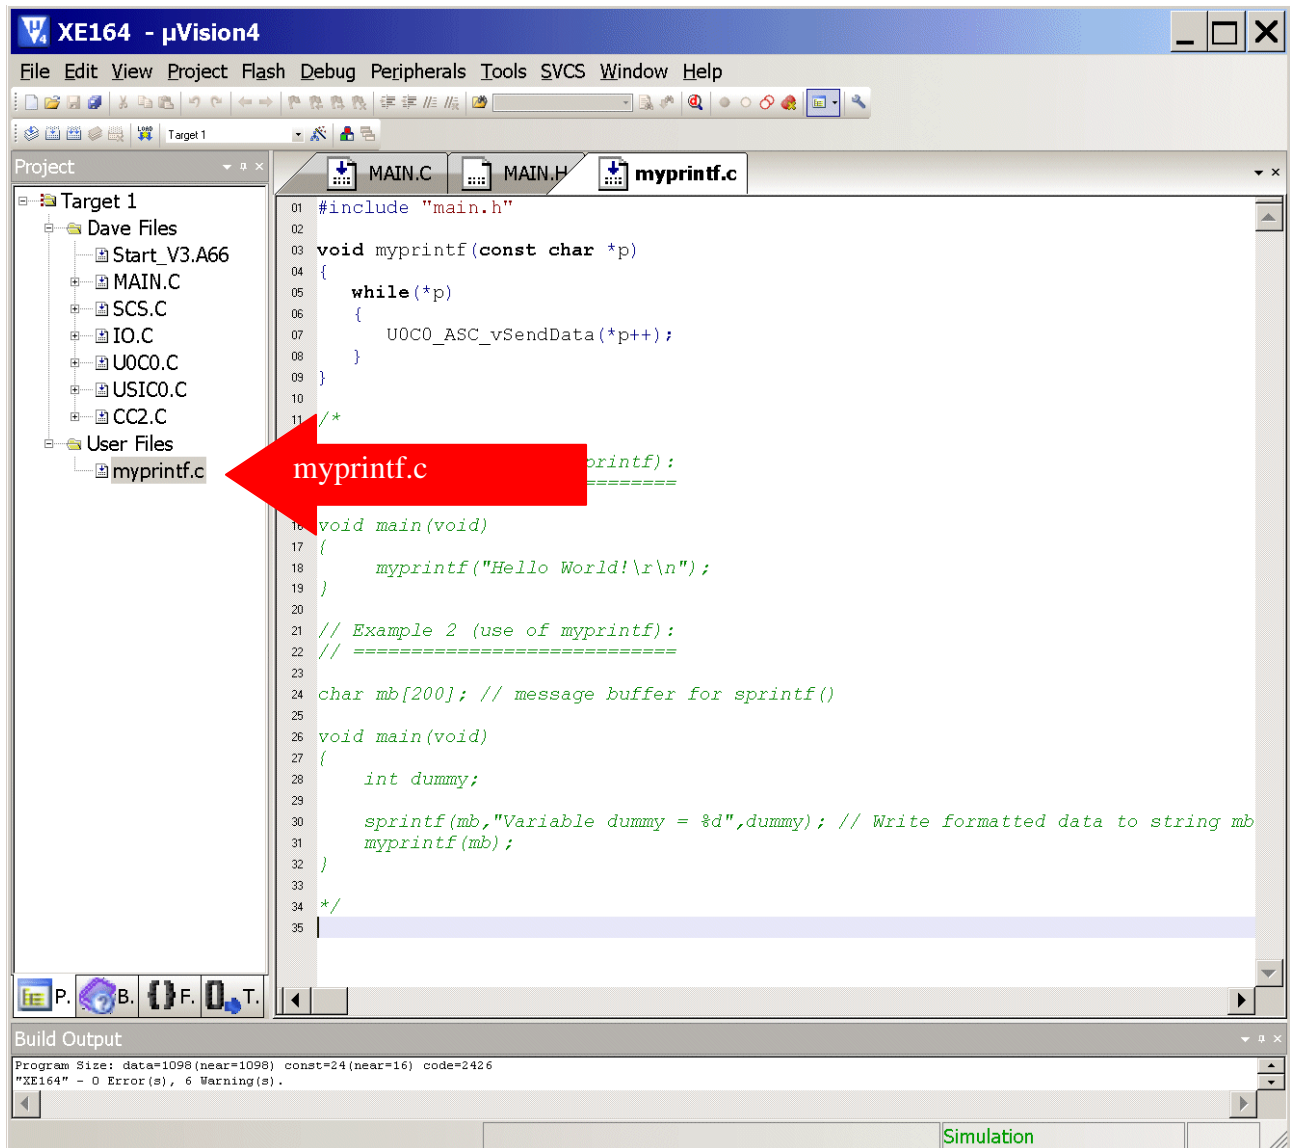 XE164 - µVision4
File Edit View Project Flash Debug Peripherals Tools SVCS Window Help
LOAD Target 1
Project
MAIN.C MAIN.H myprintf.c
Target 1
Dave Files
Start_V3.A66
MAIN.C
SCS.C
IO.C
U0C0.C
USIC0.C
CC2.C
User Files
myprintf.c
myprintf.c
01 #include "main.h"
02
03 void myprintf(const char *p)
04 {
05 while(*p)
06 {
07 U0C0_ASC_vSendData(*p++);
08 }
09 }
10
11 /*
printf):
=========
16 void main(void)
17 {
18 myprintf("Hello World!\r\n");
19 }
20
21 // Example 2 (use of myprintf):
22 // ============================
23
24 char mb[200]; // message buffer for sprintf()
25
26 void main(void)
27 {
28 int dummy;
29
30 sprintf(mb,"Variable dummy = %d",dummy); // Write formatted data to string mb
31 myprintf(mb);
32 }
33
34 */
35
P. B. F. T.
Build Output
Program Size: data=1098(near=1098) const=24(near=16) code=2426
"XE164" - 0 Error(s), 6 Warning(s).
Simulation